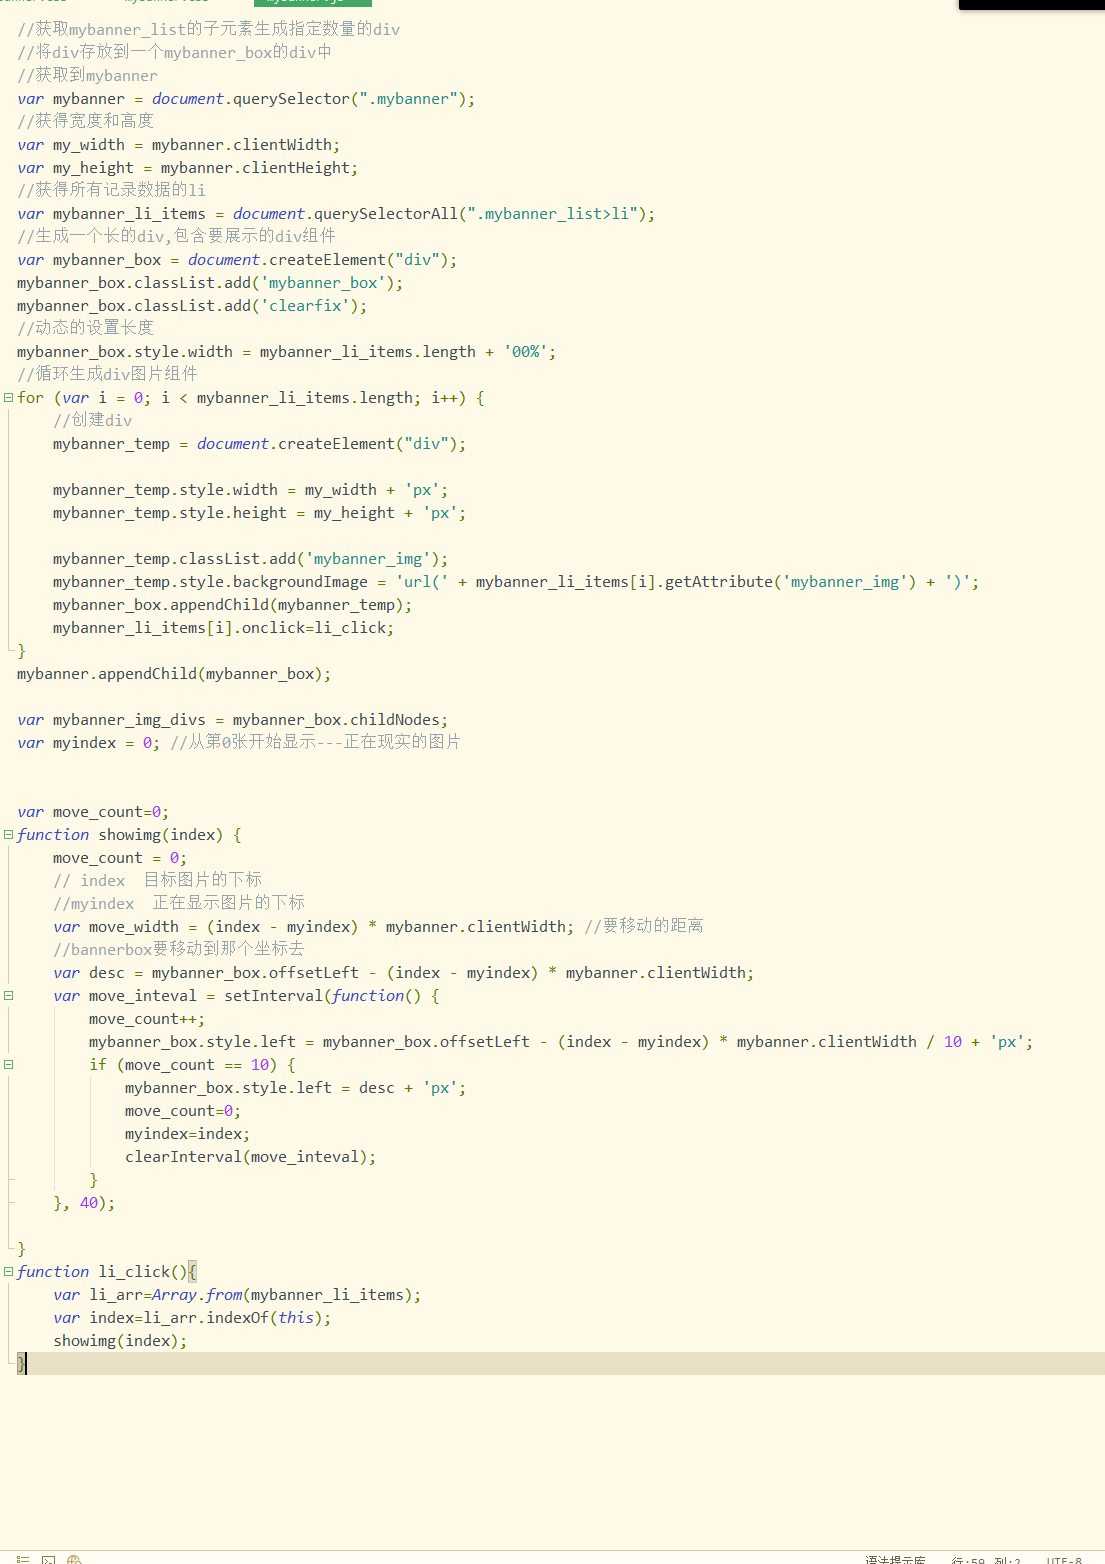 //获取mybanner_list的子元素生成指定数量的div
//将div存放到一个mybanner_box的div中
//获取到mybanner
var mybanner = document.querySelector(".mybanner");
//获得宽度和高度
var my_width = mybanner.clientWidth;
var my_height = mybanner.clientHeight;
//获得所有记录数据的li
var mybanner_li_items = document.querySelectorAll(".mybanner_list>li");
//生成一个长的div,包含要展示的div组件
var mybanner_box = document.createElement("div");
mybanner_box.classList.add('mybanner_box');
mybanner_box.classList.add('clearfix');
//动态的设置长度
mybanner_box.style.width = mybanner_li_items.length + '00%';
//循环生成div图片组件
for (var i = 0; i < mybanner_li_items.length; i++) {
    //创建div
    mybanner_temp = document.createElement("div");
    mybanner_temp.style.width = my_width + 'px';
    mybanner_temp.style.height = my_height + 'px';
    mybanner_temp.classList.add('mybanner_img');
    mybanner_temp.style.backgroundImage = 'url(' + mybanner_li_items[i].getAttribute('mybanner_img') + ')';
    mybanner_box.appendChild(mybanner_temp);
    mybanner_li_items[i].onclick=li_click;
}
mybanner.appendChild(mybanner_box);
var mybanner_img_divs = mybanner_box.childNodes;
var myindex = 0; //从第0张开始显示---正在现实的图片
var move_count=0;
function showimg(index) {
    move_count = 0;
    // index  目标图片的下标
    //myindex  正在显示图片的下标
    var move_width = (index - myindex) * mybanner.clientWidth; //要移动的距离
    //bannerbox要移动到那个坐标去
    var desc = mybanner_box.offsetLeft - (index - myindex) * mybanner.clientWidth;
    var move_inteval = setInterval(function() {
        move_count++;
        mybanner_box.style.left = mybanner_box.offsetLeft - (index - myindex) * mybanner.clientWidth / 10 + 'px';
        if (move_count == 10) {
            mybanner_box.style.left = desc + 'px';
            move_count=0;
            myindex=index;
            clearInterval(move_inteval);
        }
    }, 40);
}
function li_click(){
    var li_arr=Array.from(mybanner_li_items);
    var index=li_arr.indexOf(this);
    showimg(index);
}
语法提示库 行:59 列:2 UTF-8